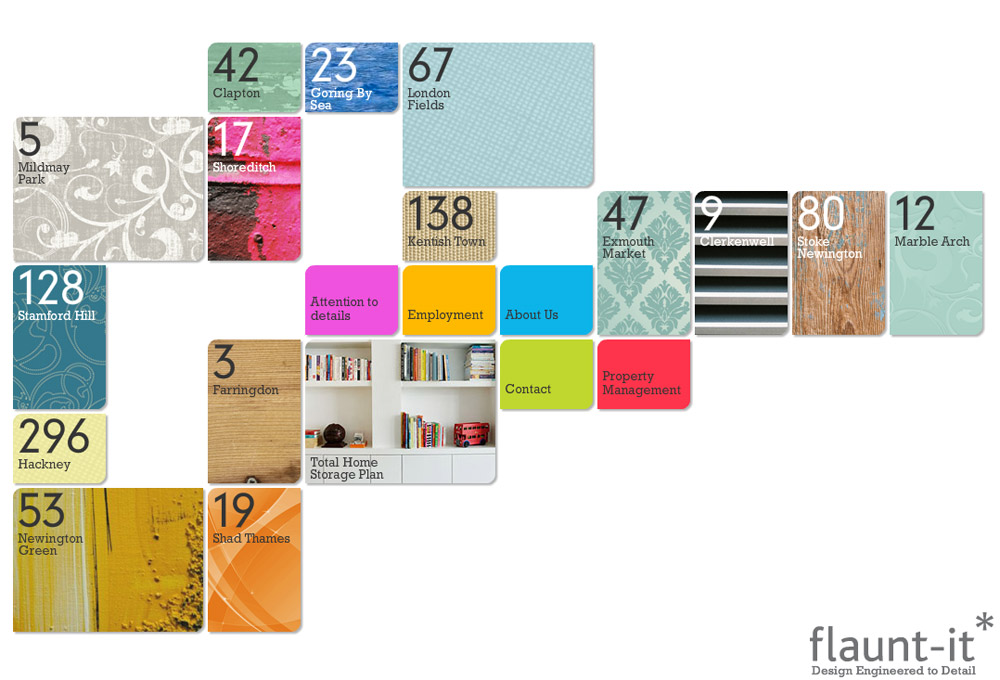 42
Clapton
23
Goring By
Sea
67
London
Fields
5
Mildmay
Park
17
Shoreditch
138
Kentish Town
47
Exmouth
Market
9
Clerkenwell
80
Stoke
Newington
12
Marble Arch
128
Stamford Hill
Attention to
details
Employment
About Us
3
Farringdon
Total Home
Storage Plan
Contact
Property
Management
296
Hackney
53
Newington
Green
19
Shad Thames
flaunt-it*
Design Engineered to Detail